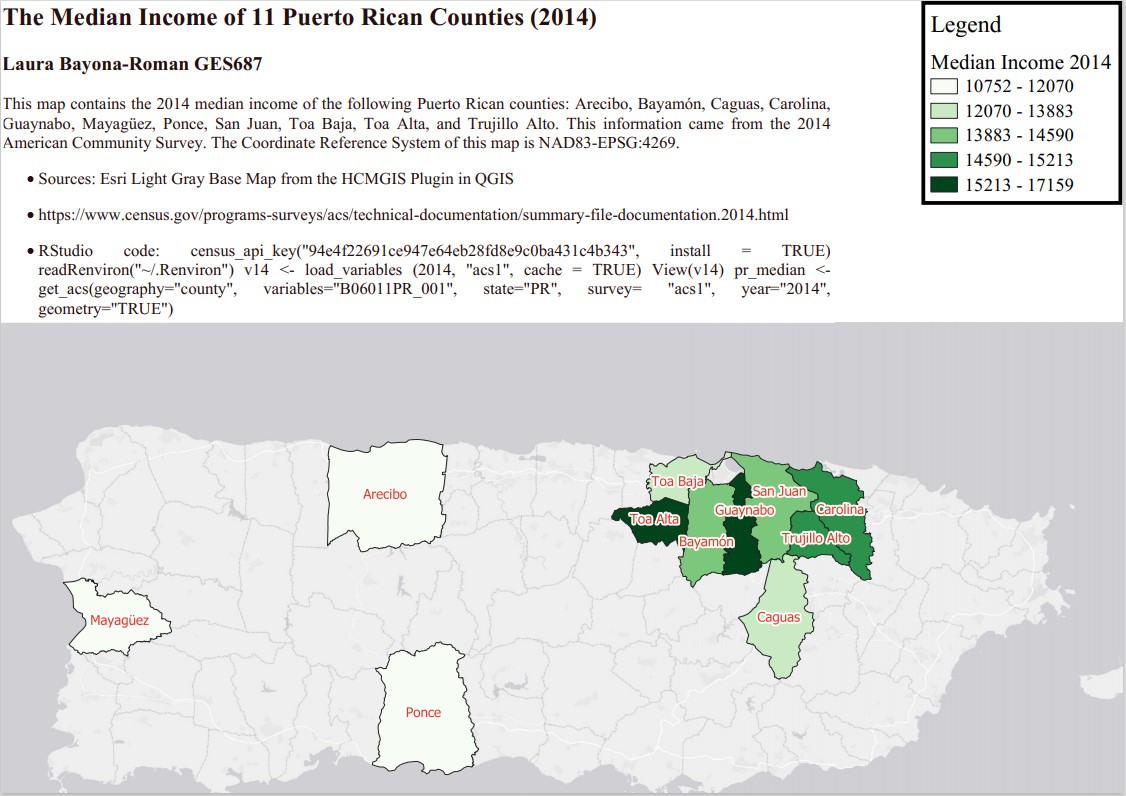 The Median Income of 11 Puerto Rican Counties (2014)
Laura Bayona-Roman GES687
This map contains the 2014 median income of the following Puerto Rican counties: Arecibo, Bayamón, Caguas, Carolina,
Guaynabo, Mayagüez, Ponce, San Juan, Toa Baja, Toa Alta, and Trujillo Alto. This information came from the 2014
American Community Survey. The Coordinate Reference System of this map is NAD83-EPSG:4269.
• Sources: Esri Light Gray Base Map from the HCMGIS Plugin in QGIS
• https://www.census.gov/programs-surveys/acs/technical-documentation/summary-file-documentation.2014.html
• RStudio code: census_api_key("94e4f22691ce947e64eb28fd8e9c0ba431c4b343", install = TRUE)
readRenviron("~/.Renviron") v14 <- load_variables (2014, "acs1", cache = TRUE) View(v14) pr_median <-
get_acs(geography="county", variables="B06011PR_001", state="PR", survey= "acs1", year="2014",
geometry="TRUE")
Legend
Median Income 2014
10752 - 12070
12070 - 13883
13883 - 14590
14590 - 15213
15213 - 17159
Arecibo
Toa Baja
San Juan
Guaynabo
Carolina
Toa Alta
Trujillo Alto
Bayamón
Caguas
Mayagüez
Ponce